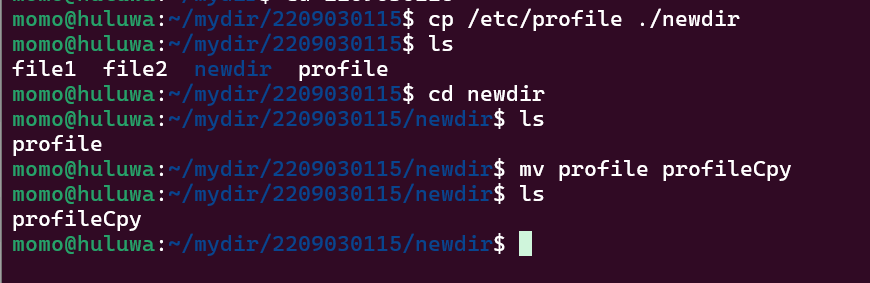 momo@huluwa:~/mydir/2209030115$ cp /etc/profile ./newdir
momo@huluwa:~/mydir/2209030115$ ls
file1  file2  newdir  profile
momo@huluwa:~/mydir/2209030115$ cd newdir
momo@huluwa:~/mydir/2209030115/newdir$ ls
profile
momo@huluwa:~/mydir/2209030115/newdir$ mv profile profileCpy
momo@huluwa:~/mydir/2209030115/newdir$ ls
profileCpy
momo@huluwa:~/mydir/2209030115/newdir$